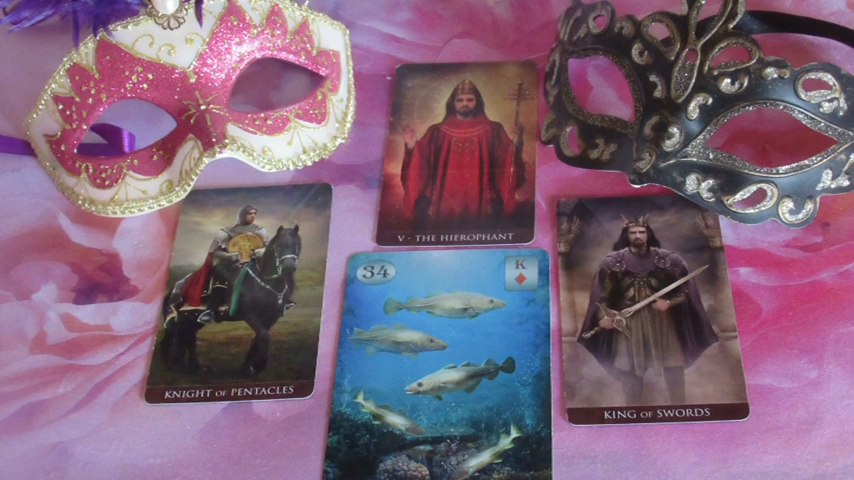 V · THE HIEROPHANT
34
K
KNIGHT OF PENTACLES
KING OF SWORDS